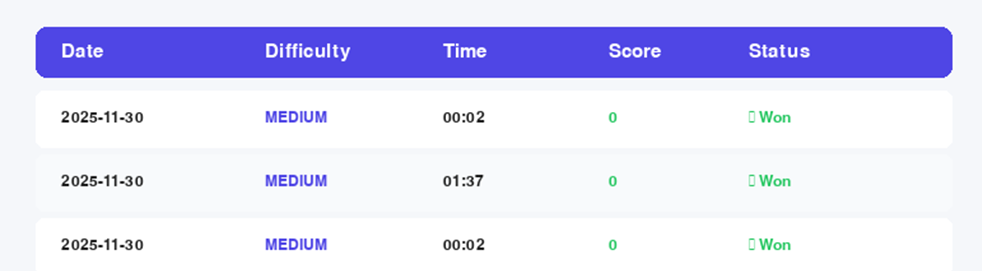 Date Difficulty Time Score Status
2025-11-30 MEDIUM 00:02 0 Won
2025-11-30 MEDIUM 01:37 0 Won
2025-11-30 MEDIUM 00:02 0 Won